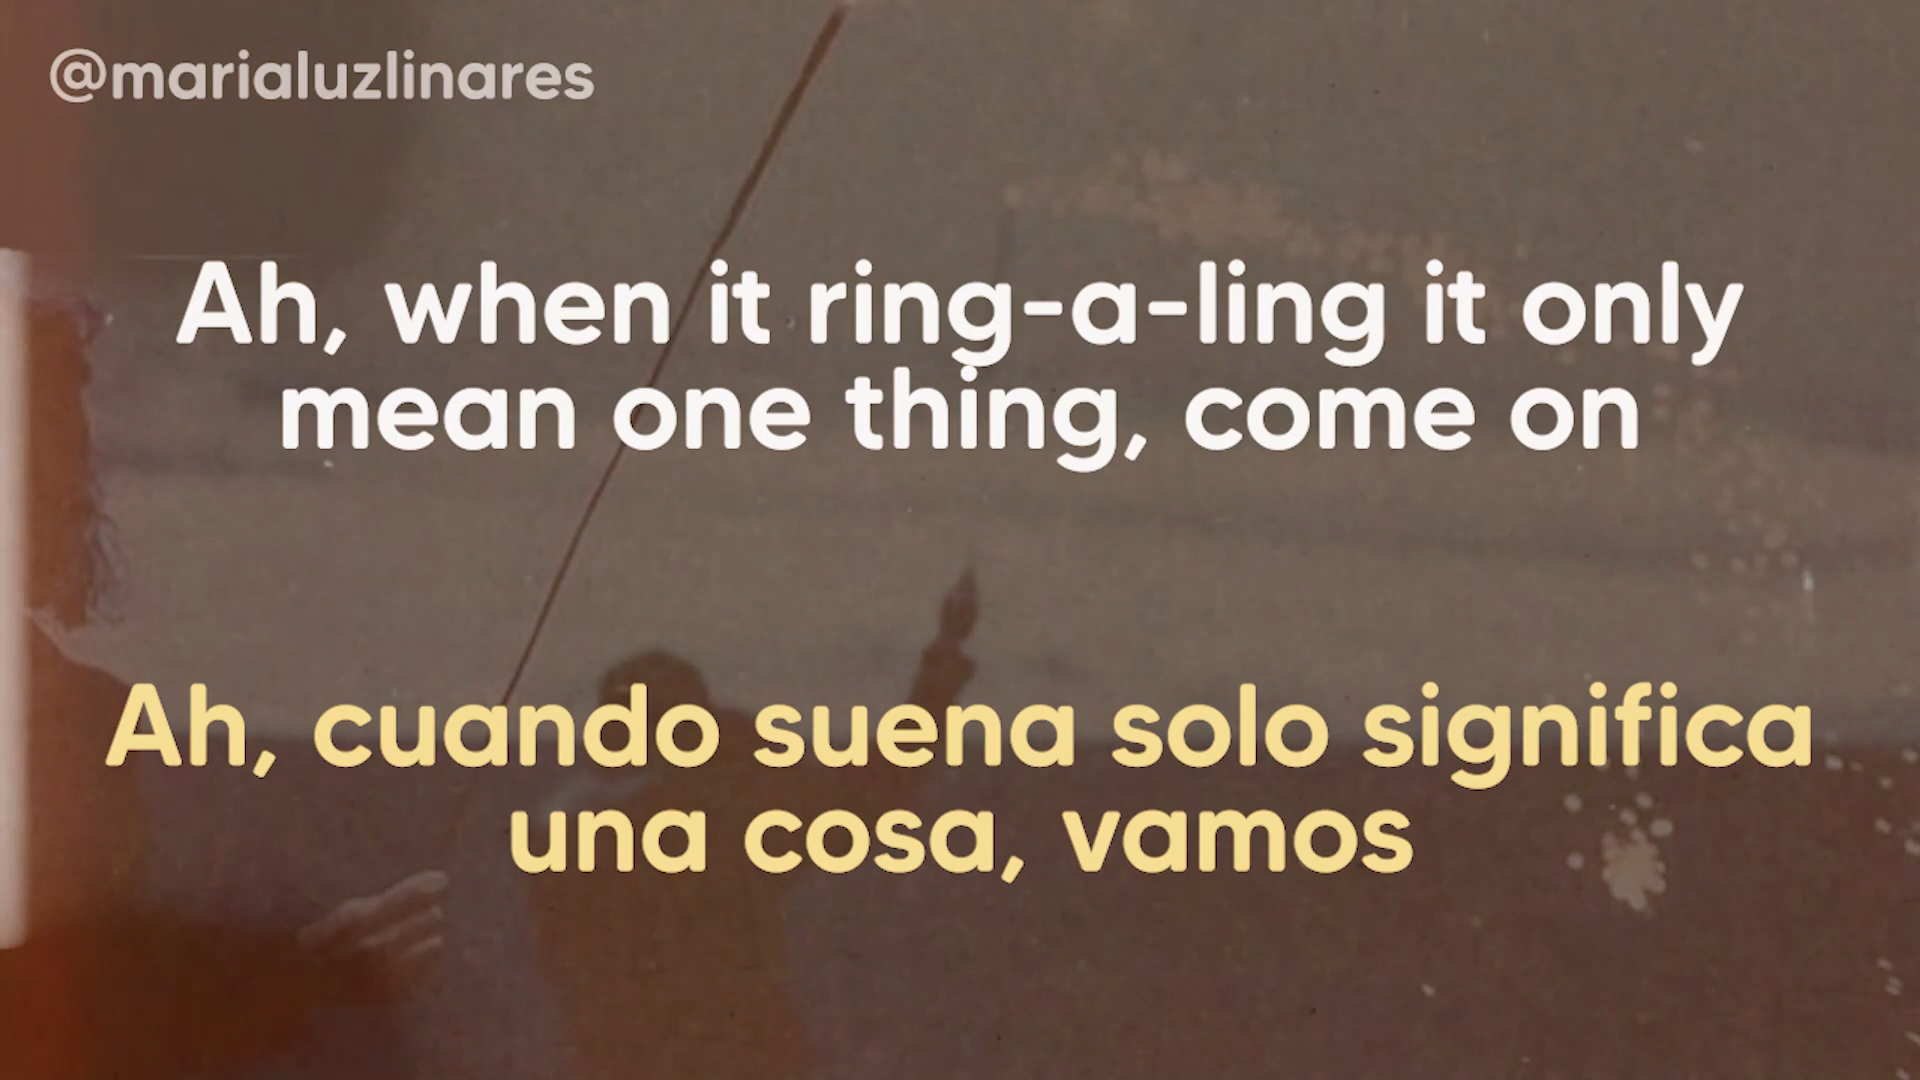 @marialuzlinares
Ah, when it ring-a-ling it only
mean one thing, come on
Ah, cuando suena solo significa
una cosa, vamos